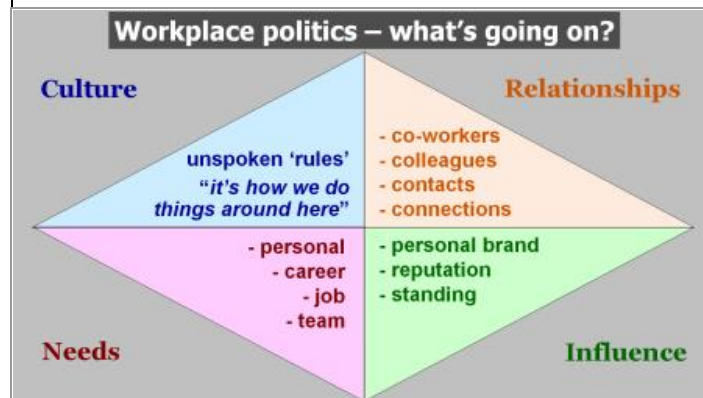 Workplace politics – what's going on?
Culture
Relationships
unspoken ‘rules’
“it's how we do
things around here”
- co-workers
- colleagues
- contacts
- connections
- personal
- career
- job
- team
- personal brand
- reputation
- standing
Needs
Influence